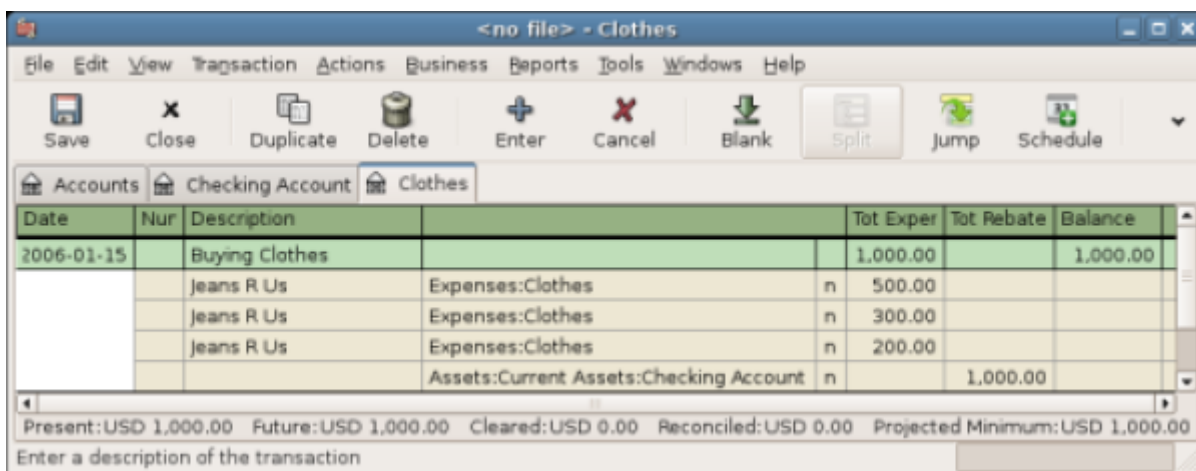 <no file> - Clothes
File Edit View Transaction Actions Business Reports Tools Windows Help
Save Close Duplicate Delete Enter Cancel Blank Split Jump Schedule
Accounts Checking Account Clothes
Date Nur Description Tot Exper Tot Rebate Balance
2006-01-15 Buying Clothes 1,000.00 1,000.00
Jeans R Us Expenses:Clothes n 500.00
Jeans R Us Expenses:Clothes n 300.00
Jeans R Us Expenses:Clothes n 200.00
Assets:Current Assets:Checking Account n 1,000.00
Present:USD 1,000.00 Future:USD 1,000.00 Cleared:USD 0.00 Reconciled:USD 0.00 Projected Minimum:USD 1,000.00
Enter a description of the transaction